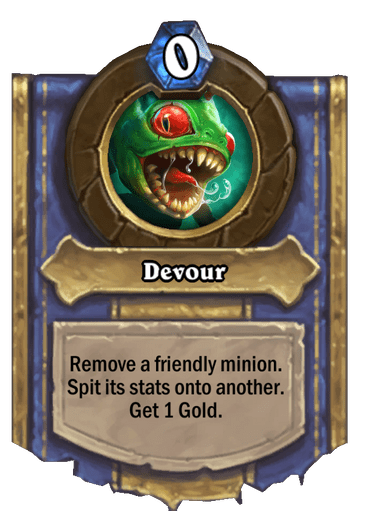 0
Devour
Remove a friendly minion.
Spit its stats onto another.
Get 1 Gold.